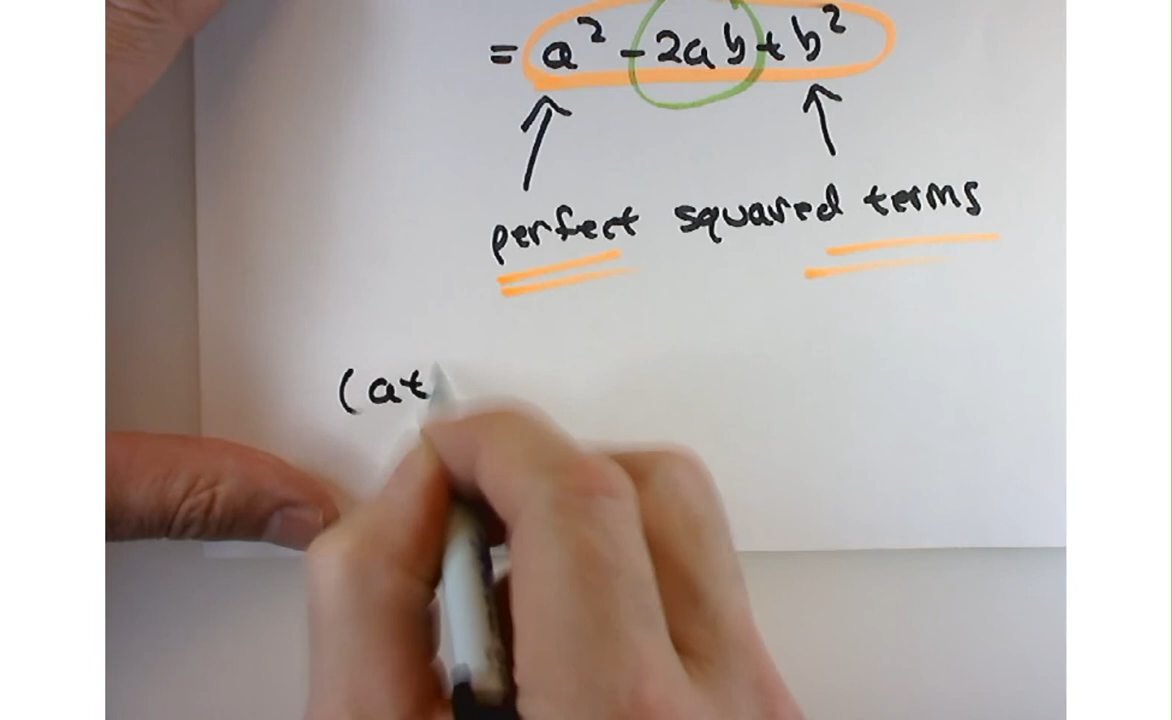 = a² - 2ab + b²
perfect squared terms
(a+